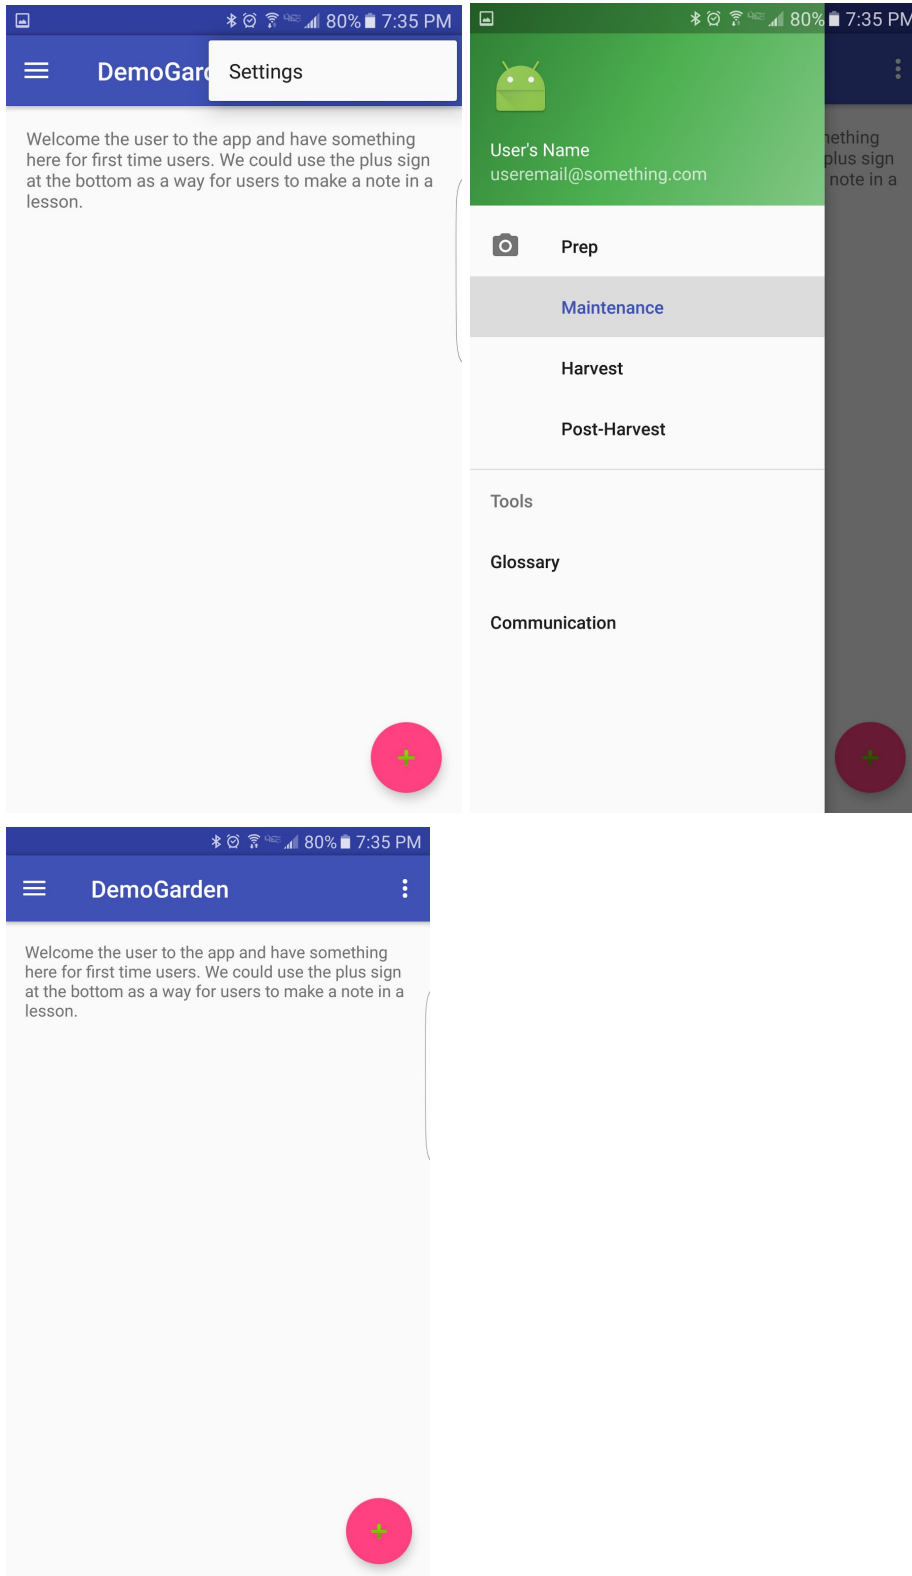 80% 7:35 PM
DemoGard
Settings
Welcome the user to the app and have something
here for first time users. We could use the plus sign
at the bottom as a way for users to make a note in a
lesson.
80% 7:35 PM
User's Name
useremail@something.com
nething
plus sign
note in a
Prep
Maintenance
Harvest
Post-Harvest
Tools
Glossary
Communication
80% 7:35 PM
DemoGarden
Welcome the user to the app and have something
here for first time users. We could use the plus sign
at the bottom as a way for users to make a note in a
lesson.